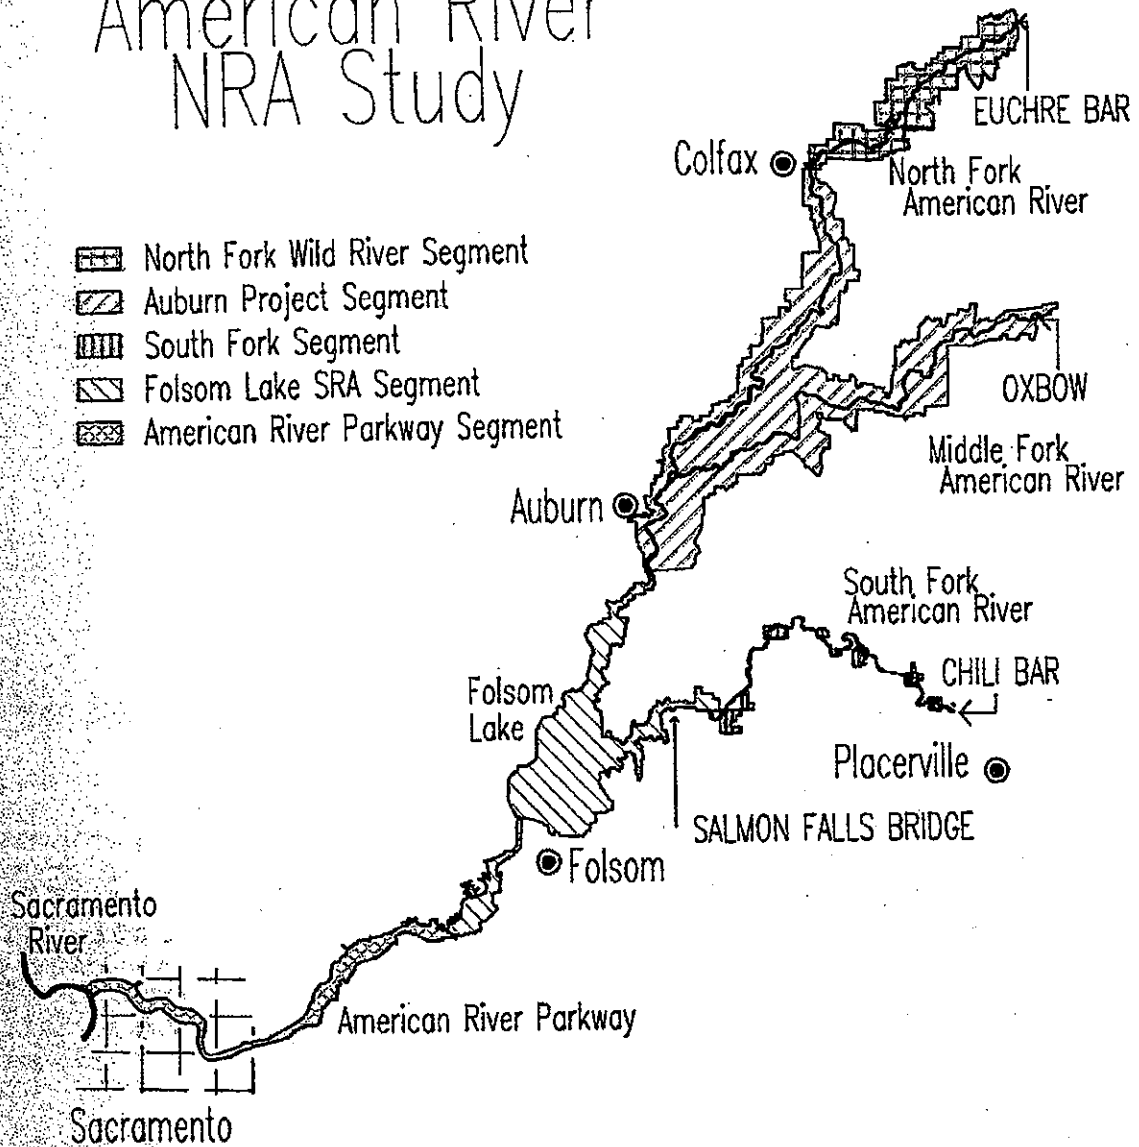 American River
NRA Study
EUCHRE BAR
Colfax
North Fork
American River
North Fork Wild River Segment
Auburn Project Segment
South Fork Segment
Folsom Lake SRA Segment
American River Parkway Segment
OXBOW
Middle Fork
American River
Auburn
South Fork
American River
CHILI BAR
Folsom
Lake
Placerville
SALMON FALLS BRIDGE
Folsom
Sacramento
River
American River Parkway
Sacramento